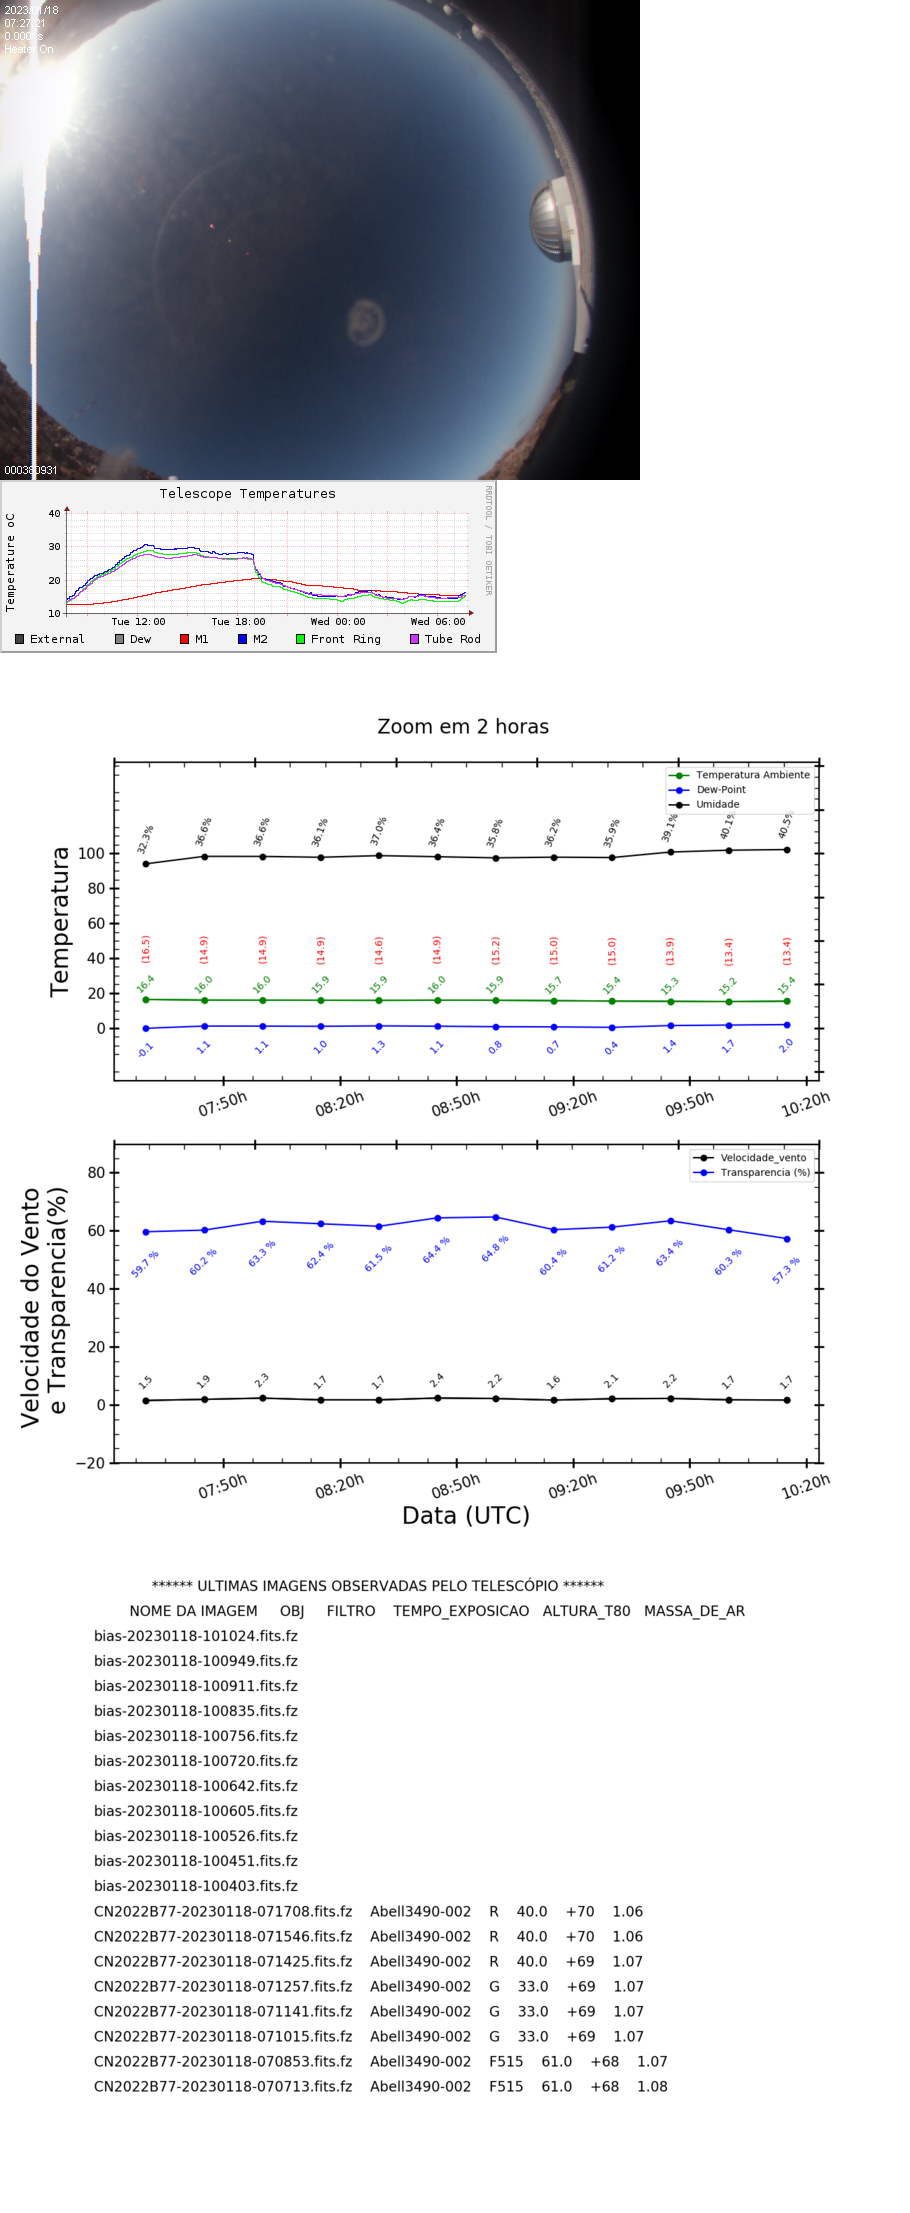 2023/01/18
07:27:21
Heater On
Telescope Temperatures
RRDTOOL / TOBI OETIKER
Temperature oC
40
30
20
10
Tue 12:00 Tue 18:00 Wed 00:00 Wed 06:00
External Dew M1 M2 Front Ring Tube Rod
Zoom em 2 horas
Temperatura Ambiente
Dew-Point
Umidade
32.3% 36.6% 36.6% 36.1% 37.0% 36.4% 35.8% 36.2% 35.9% 39.1% 40.1% 40.5%
Temperatura
100
80
60
40
20
0
(16.5) (14.9) (14.9) (14.9) (14.6) (14.9) (15.2) (15.0) (15.0) (13.9) (13.4) (13.4)
16.4 16.0 16.0 15.9 15.9 16.0 15.9 15.7 15.4 15.3 15.2 15.4
-0.1 1.1 1.1 1.0 1.3 1.1 0.8 0.7 0.4 1.4 1.7 2.0
07:50h 08:20h 08:50h 09:20h 09:50h 10:20h
Velocidade_vento
Transparencia (%)
Velocidade do Vento
e Transparencia(%)
80
60
40
20
0
−20
59.7 % 60.2 % 63.3 % 62.4 % 61.5 % 64.4 % 64.8 % 60.4 % 61.2 % 63.4 % 60.3 % 57.3 %
1.5 1.9 2.3 1.7 1.7 2.4 2.2 1.6 2.1 2.2 1.7 1.7
07:50h 08:20h 08:50h 09:20h 09:50h 10:20h
Data (UTC)
****** ULTIMAS IMAGENS OBSERVADAS PELO TELESCÓPIO ******
NOME DA IMAGEM OBJ FILTRO TEMPO_EXPOSICAO ALTURA_T80 MASSA_DE_AR
bias-20230118-101024.fits.fz
bias-20230118-100949.fits.fz
bias-20230118-100911.fits.fz
bias-20230118-100835.fits.fz
bias-20230118-100756.fits.fz
bias-20230118-100720.fits.fz
bias-20230118-100642.fits.fz
bias-20230118-100605.fits.fz
bias-20230118-100526.fits.fz
bias-20230118-100451.fits.fz
bias-20230118-100403.fits.fz
CN2022B77-20230118-071708.fits.fz Abell3490-002 R 40.0 +70 1.06
CN2022B77-20230118-071546.fits.fz Abell3490-002 R 40.0 +70 1.06
CN2022B77-20230118-071425.fits.fz Abell3490-002 R 40.0 +69 1.07
CN2022B77-20230118-071257.fits.fz Abell3490-002 G 33.0 +69 1.07
CN2022B77-20230118-071141.fits.fz Abell3490-002 G 33.0 +69 1.07
CN2022B77-20230118-071015.fits.fz Abell3490-002 G 33.0 +69 1.07
CN2022B77-20230118-070853.fits.fz Abell3490-002 F515 61.0 +68 1.07
CN2022B77-20230118-070713.fits.fz Abell3490-002 F515 61.0 +68 1.08